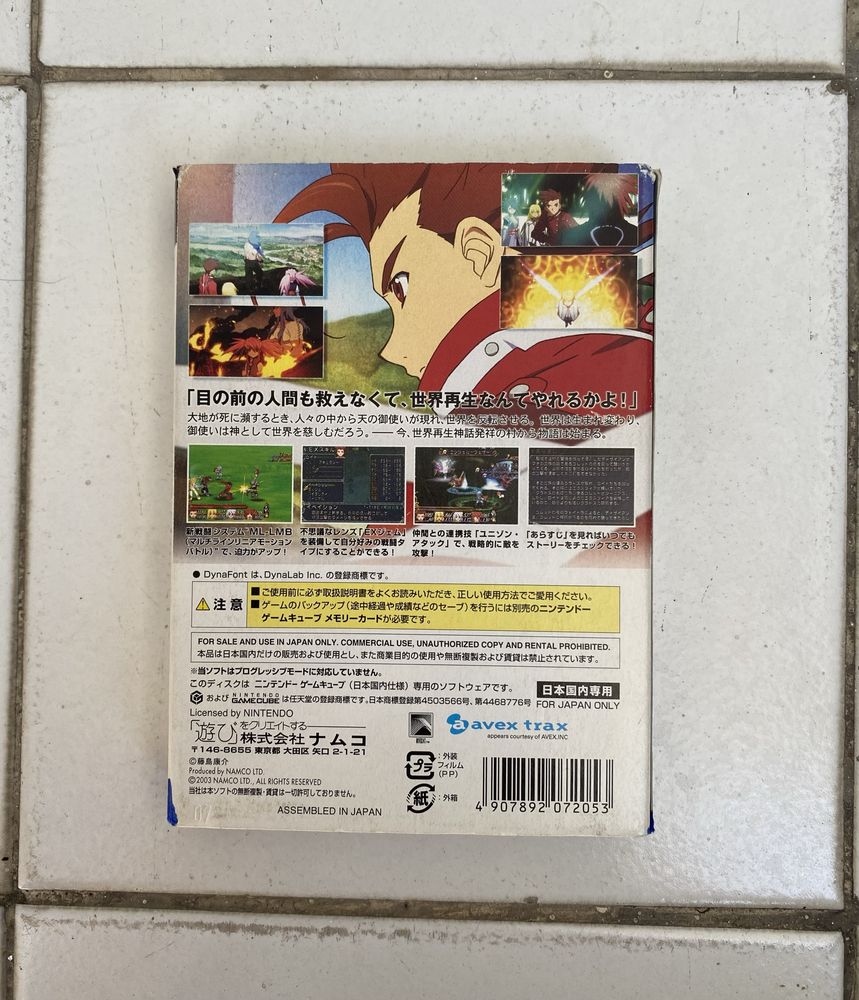 「目の前の人間も救えなくて、世界再生なんてやれるかよ！」
大地が死に瀕するとき、人々の中から天の御使いが現れ、世界を反転させる。世界は生まれ変わり、
御使いは神として世界を慈しむだろう。── 今、世界再生神話発祥の村から物語は始まる。
新戦闘システム“ML-LMB
(マルチラインリニアモーション
バトル)”で、迫力がアップ！
不思議なレンズ「EXジェム」
を装備して自分好みの戦闘タ
イプにすることができる！
仲間との連携技「ユニゾン・
アタック」で、戦略的に敵を
攻撃！
「あらすじ」を見ればいつでも
ストーリーをチェックできる！
● DynaFont は、DynaLab Inc. の登録商標です。
注意
■ご使用前に必ず取扱説明書をよくお読みいただき、正しい使用方法でご愛用ください。
■ゲームのバックアップ（途中経過や成績などのセーブ）を行うには別売のニンテンドー
ゲームキューブ メモリーカードが必要です。
FOR SALE AND USE IN JAPAN ONLY. COMMERCIAL USE, UNAUTHORIZED COPY AND RENTAL PROHIBITED.
本品は日本国内だけの販売および使用とし、また商業目的の使用や無断複製および賃貸は禁止されています。
※当ソフトはプログレッシブモードに対応していません。
このディスクは ニンテンドー ゲームキューブ（日本国内仕様）専用のソフトウェアです。
および NINTENDO GAMECUBE は任天堂の登録商標です。日本商標登録第4503566号、第4468776号
日本国内専用
FOR JAPAN ONLY
Licensed by NINTENDO
「遊び」をクリエイトする
株式会社 ナムコ
〒146-8655 東京都 大田区 矢口 2-1-21
©藤島康介
Produced by NAMCO LTD.
©2003 NAMCO LTD., ALL RIGHTS RESERVED
当社は本ソフトの無断複製・賃貸は一切許可しておりません。
ASSEMBLED IN JAPAN
avex trax
appears courtesy of AVEX.INC
プラ
：外装
フィルム
（PP）
紙
：外箱
4 907892 072053